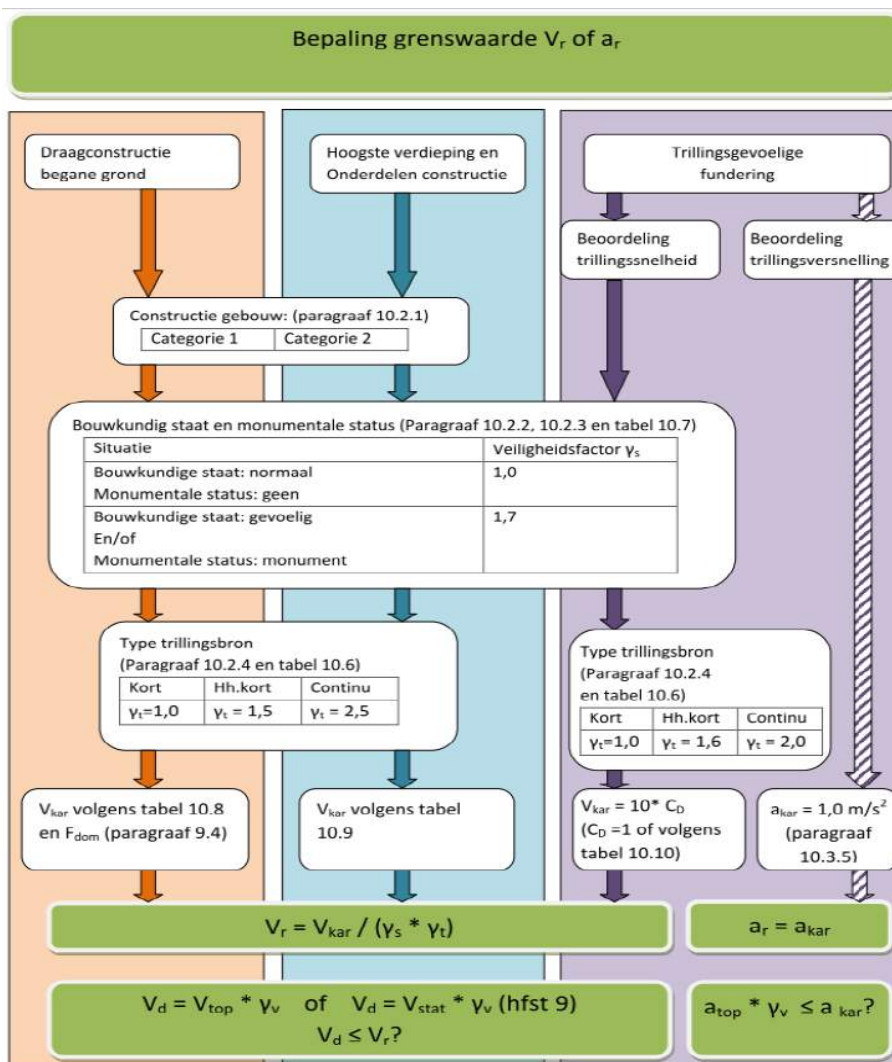 Bepaling grenswaarde Vr of ar
Draagconstructie
begane grond
Hoogste verdieping en
Onderdelen constructie
Trillingsgevoelige
fundering
Beoordeling
trillingssnelheid
Beoordeling
trillingsversnelling
Constructie gebouw: (paragraaf 10.2.1)
Categorie 1 Categorie 2
Bouwkundig staat en monumentale status (Paragraaf 10.2.2, 10.2.3 en tabel 10.7)
Situatie Veiligheidsfactor γs
Bouwkundige staat: normaal 1,0
Monumentale status: geen
Bouwkundige staat: gevoelig 1,7
En/of
Monumentale status: monument
Type trillingsbron
(Paragraaf 10.2.4 en tabel 10.6)
Kort Hh.kort Continu
γt=1,0 γt = 1,5 γt = 2,5
Type trillingsbron
(Paragraaf 10.2.4
en tabel 10.6)
Kort Hh.kort Continu
γt=1,0 γt = 1,6 γt = 2,0
Vkar volgens tabel 10.8
en Fdom (paragraaf 9.4)
Vkar volgens tabel
10.9
Vkar = 10* CD
(CD =1 of volgens
tabel 10.10)
akar = 1,0 m/s²
(paragraaf
10.3.5)
Vr = Vkar / (γs * γt)
ar = akar
Vd = Vtop * γv of Vd = Vstat * γv (hfst 9)
Vd ≤ Vr?
atop * γv ≤ a kar?